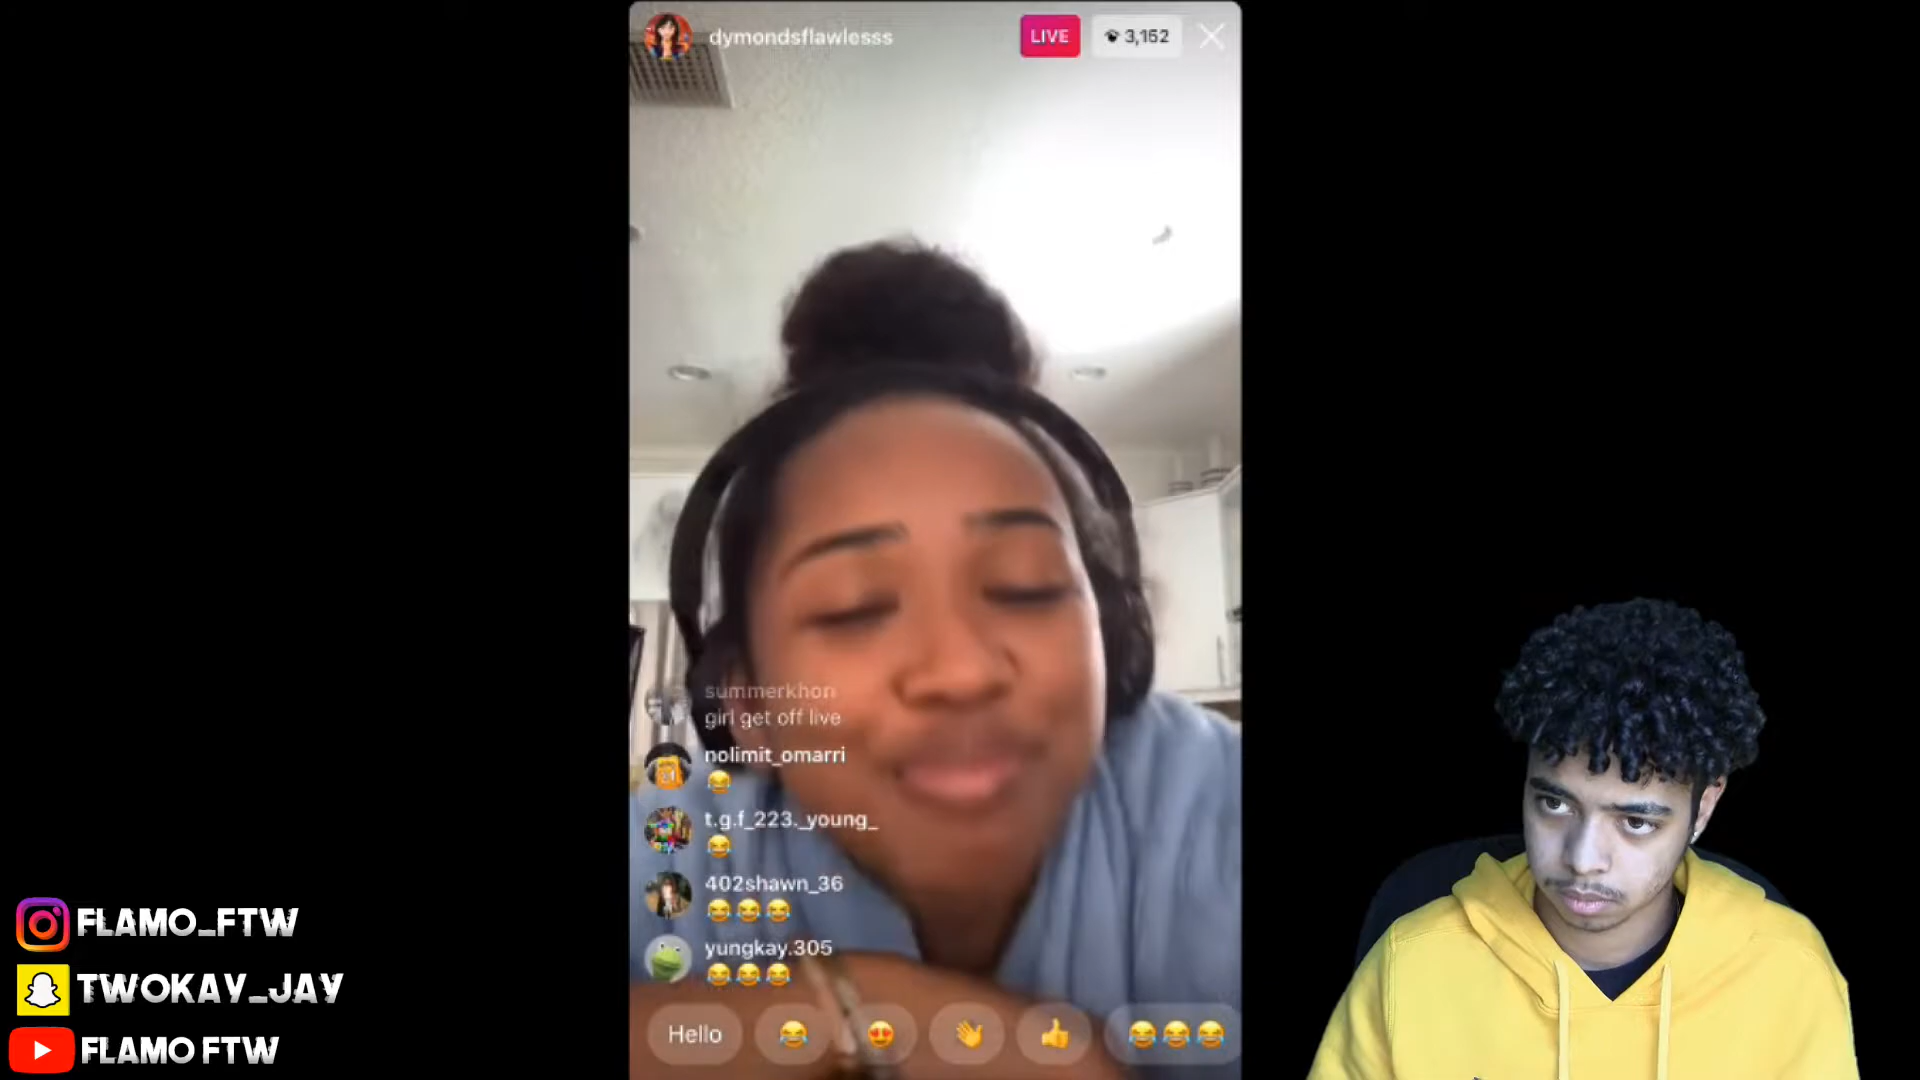 dymondsflawlesss
LIVE
3,152
summerkhori
girl get off live
nolimit_omarri
😂
t.g.f_223._young_
😂
402shawn_36
😂😂😂
yungkay.305
😂😂😂
Hello 😂 😍 👋 👍 😂😂😂
FLAMO_FTW
TWOKAY_JAY
FLAMO FTW